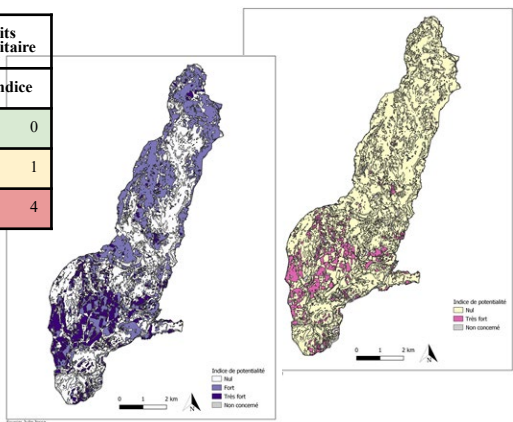 its
itaire
ndice
0
1
4
Indice de potentialité
Nul
Fort
Très fort
Non concerné
0 1 2 km
N
Indice de potentialité
Nul
Très fort
Non concerné
0 1 2 km
N